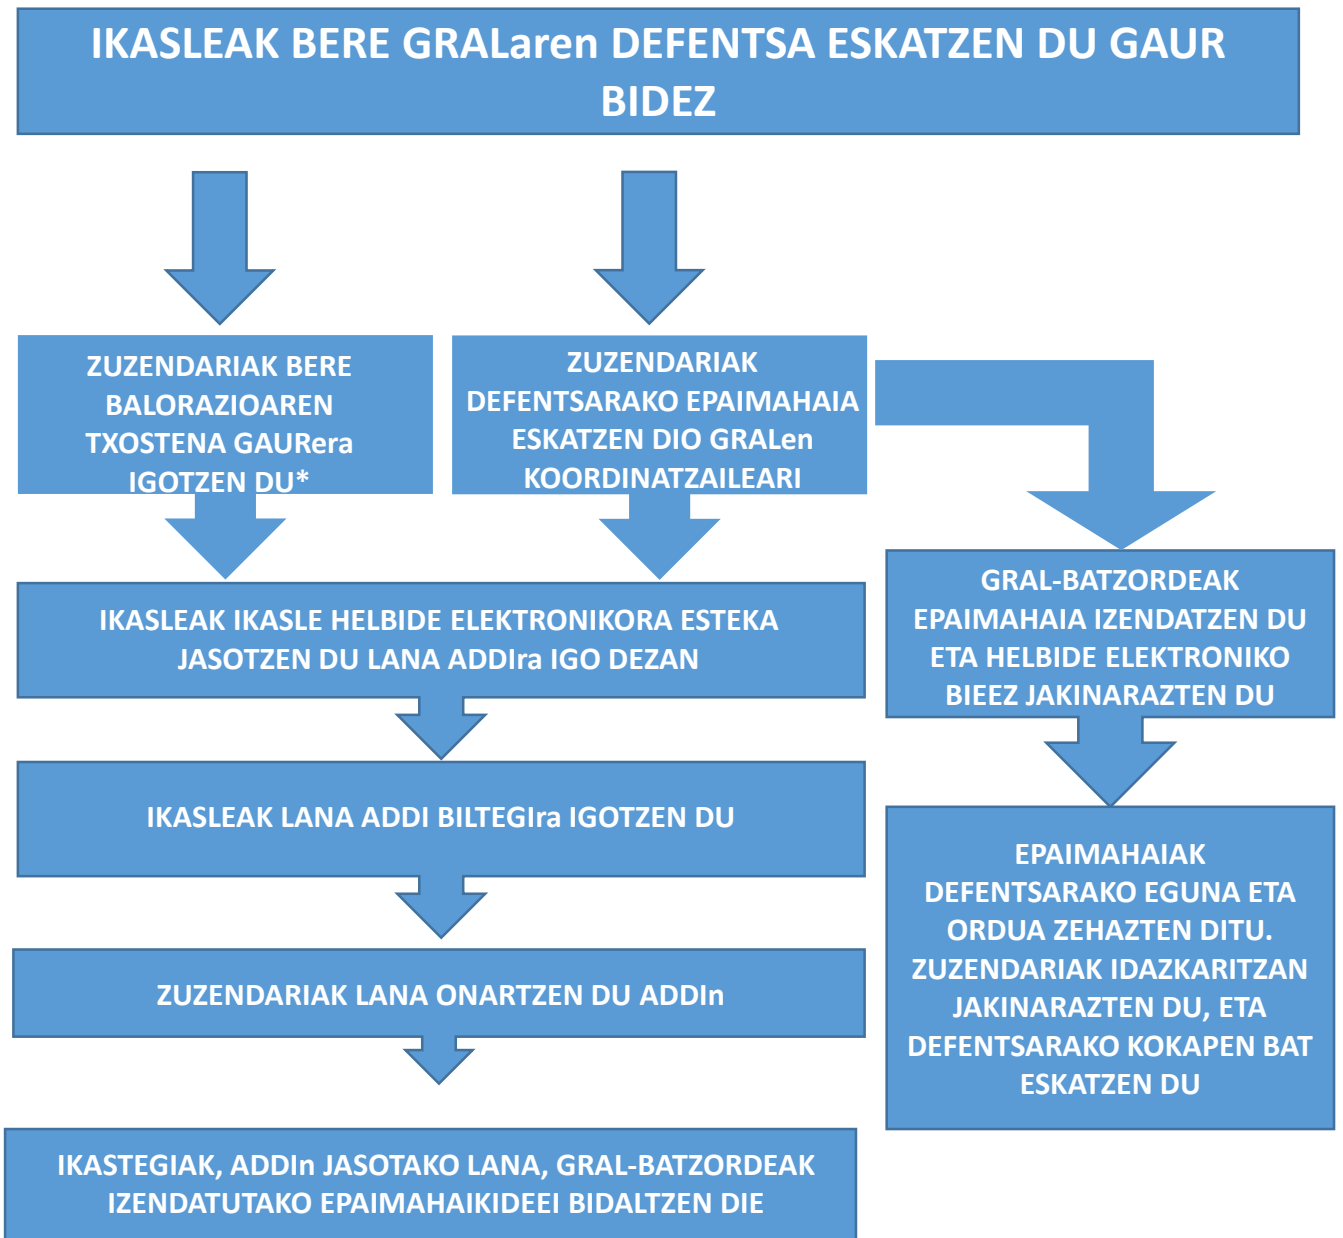 IKASLEAK BERE GRALaren DEFENTSA ESKATZEN DU GAUR
BIDEZ
ZUZENDARIAK BERE
BALORAZIOAREN
TXOSTENA GAURera
IGOTZEN DU*
ZUZENDARIAK
DEFENTSARAKO EPAIMAHAIA
ESKATZEN DIO GRALen
KOORDINATZAILEARI
IKASLEAK IKASLE HELBIDE ELEKTRONIKORA ESTEKA
JASOTZEN DU LANA ADDIra IGO DEZAN
IKASLEAK LANA ADDI BILTEGIra IGOTZEN DU
ZUZENDARIAK LANA ONARTZEN DU ADDIn
IKASTEGIAK, ADDIn JASOTAKO LANA, GRAL-BATZORDEAK
IZENDATUTAKO EPAIMAHAIKIDEEI BIDALTZEN DIE
GRAL-BATZORDEAK
EPAIMAHAIA IZENDATZEN DU
ETA HELBIDE ELEKTRONIKO
BIEEZ JAKINARAZTEN DU
EPAIMAHAIAK
DEFENTSARAKO EGUNA ETA
ORDUA ZEHAZTEN DITU.
ZUZENDARIAK IDAZKARITZAN
JAKINARAZTEN DU, ETA
DEFENTSARAKO KOKAPEN BAT
ESKATZEN DU